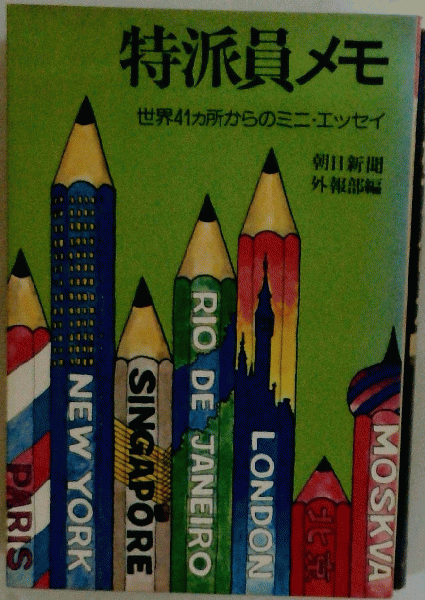 特派員メモ
世界41ヵ所からのミニ・エッセイ
朝日新聞
外報部編
PARIS
NEW YORK
SINGAPORE
RIO DE JANEIRO
LONDON
北京
MOSKVA